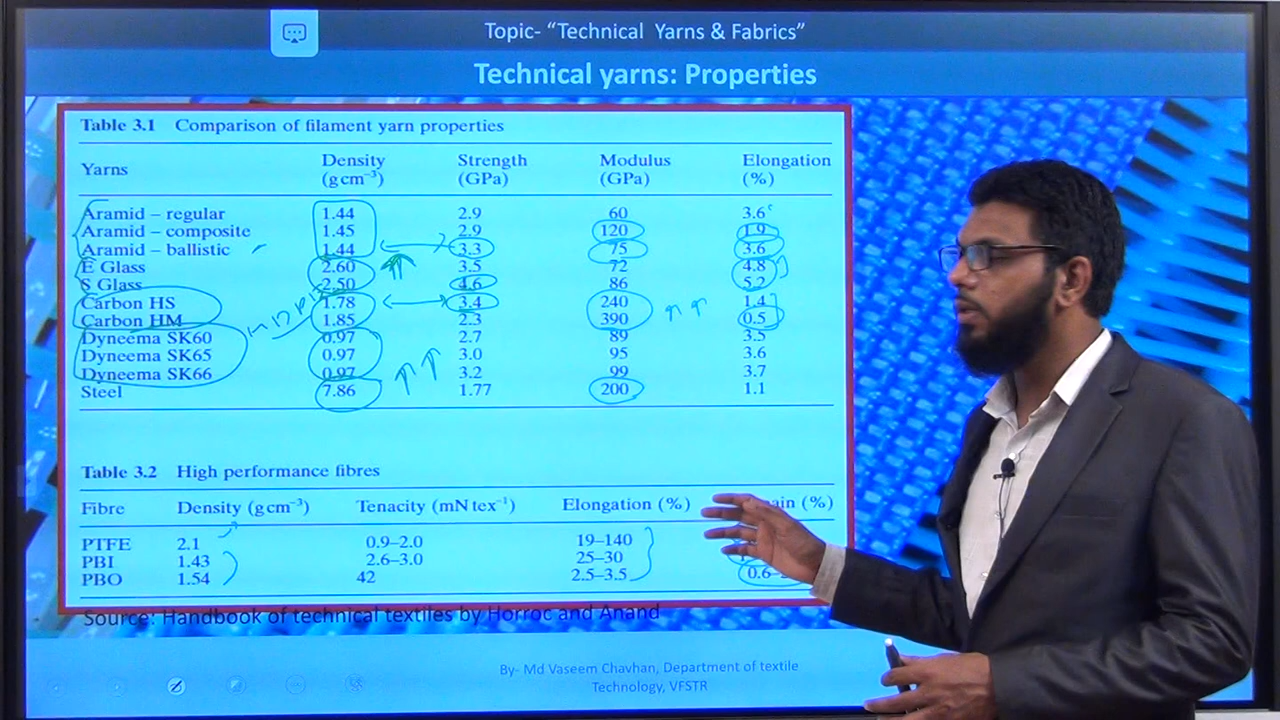 Topic- “Technical Yarns & Fabrics”
Technical yarns: Properties
Table 3.1 Comparison of filament yarn properties
Yarns Density (g cm⁻³) Strength (GPa) Modulus (GPa) Elongation (%)
Aramid – regular 1.44 2.9 60 3.6
Aramid – composite 1.45 2.9 120 1.9
Aramid – ballistic 1.44 3.3 75 3.6
E Glass 2.60 3.5 72 4.8
S Glass 2.50 4.6 86 5.2
Carbon HS 1.78 3.4 240 1.4
Carbon HM 1.85 2.3 390 0.5
Dyneema SK60 0.97 2.7 89 3.5
Dyneema SK65 0.97 3.0 95 3.6
Dyneema SK66 0.97 3.2 99 3.7
Steel 7.86 1.77 200 1.1
Table 3.2 High performance fibres
Fibre Density (g cm⁻³) Tenacity (mN tex⁻¹) Elongation (%) (%)
PTFE 2.1 0.9–2.0 19–140
PBI 1.43 2.6–3.0 25–30
PBO 1.54 42 2.5–3.5 0.6–
Source: Handbook of technical textiles by Horroc and Anand
By- Md Vaseem Chavhan, Department of textile
Technology, VFSTR